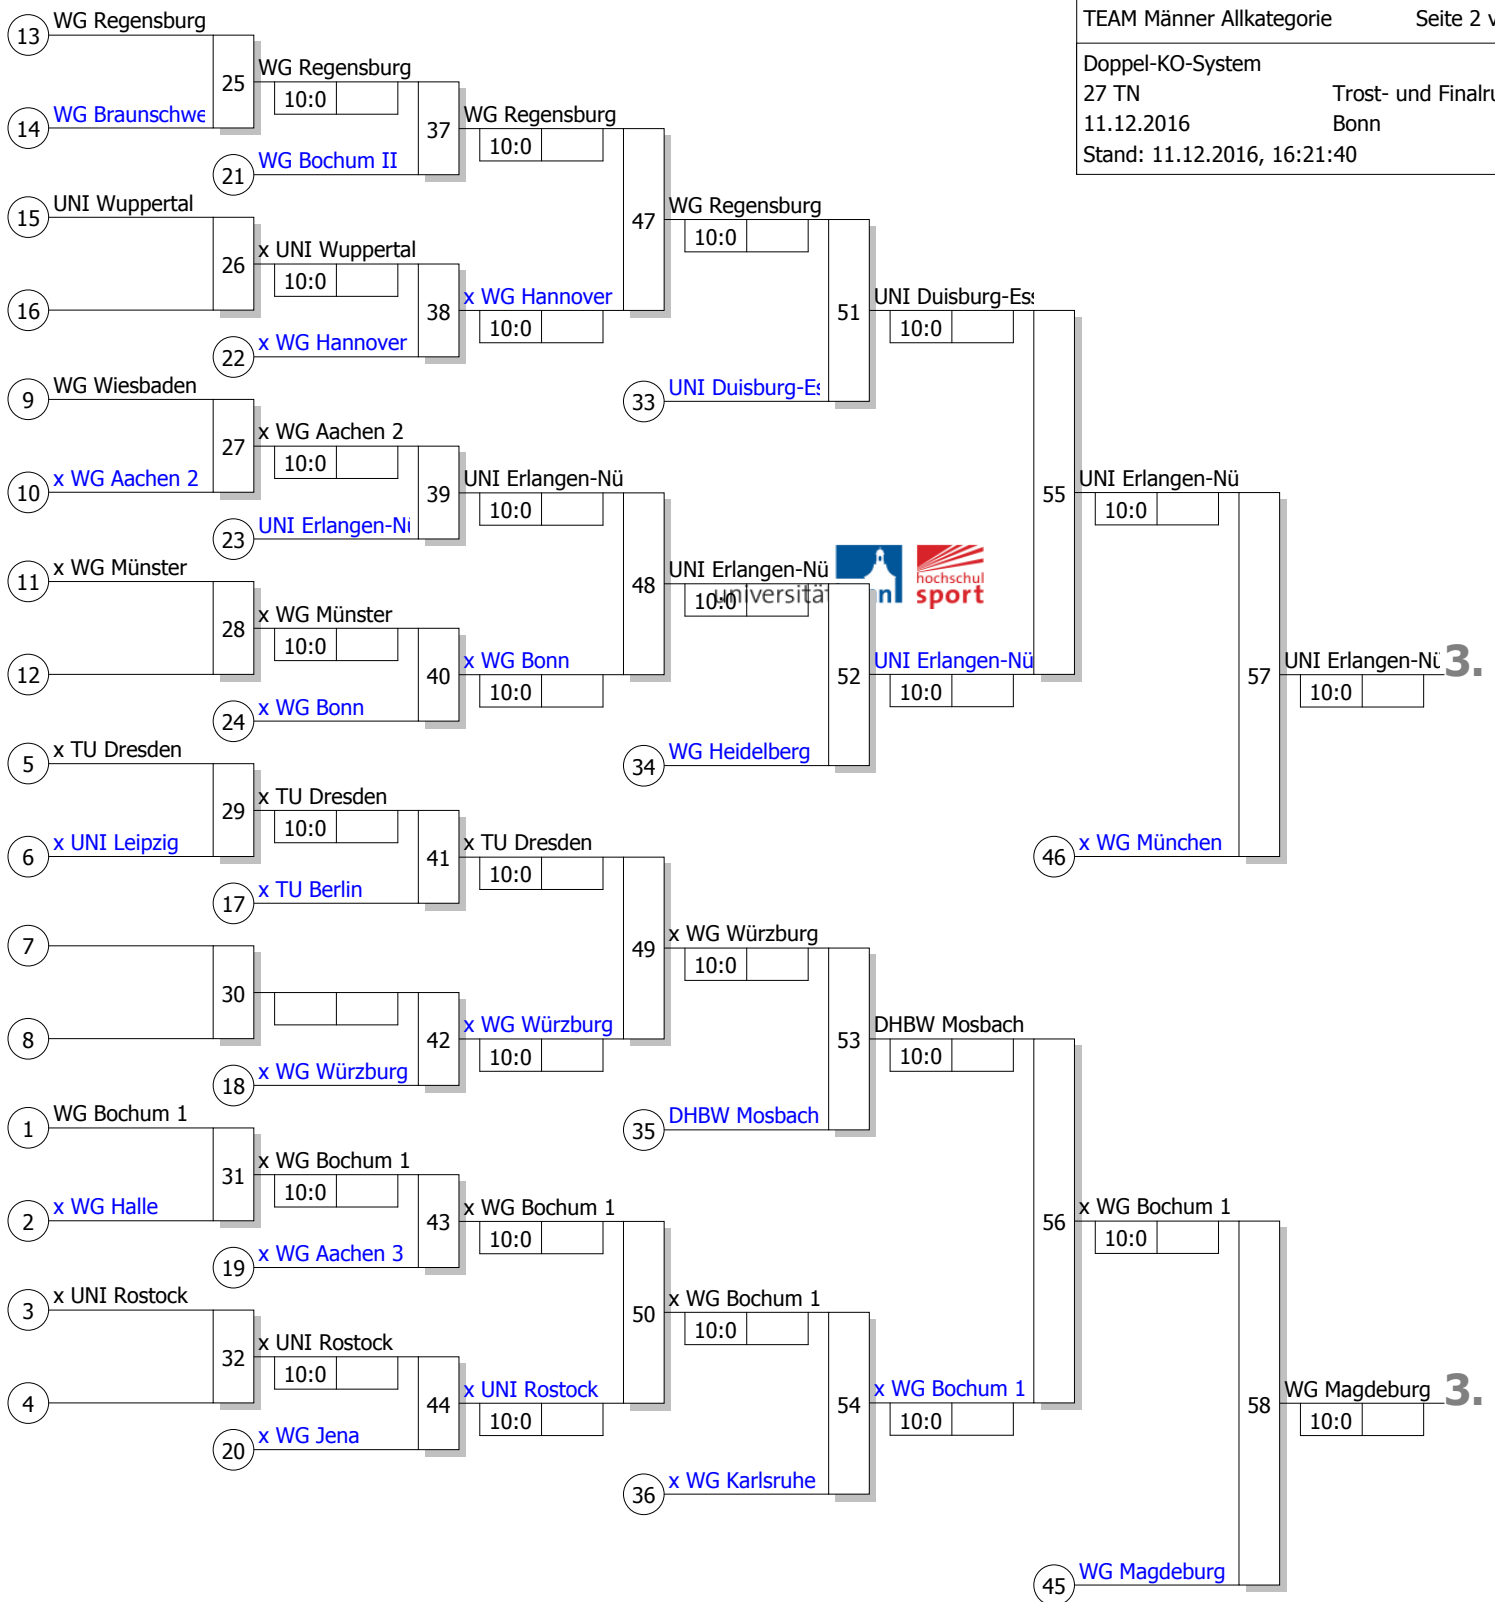 TEAM Männer Allkategorie Seite 2 v
Doppel-KO-System
27 TN Trost- und Finalru
11.12.2016 Bonn
Stand: 11.12.2016, 16:21:40
13 WG Regensburg
25 WG Regensburg
10:0
14 WG Braunschwe
37 WG Regensburg
10:0
21 WG Bochum II
15 UNI Wuppertal
47 WG Regensburg
10:0
26 x UNI Wuppertal
10:0
16
38 x WG Hannover
10:0
22 x WG Hannover
51 UNI Duisburg-Ess
10:0
33 UNI Duisburg-Es
9 WG Wiesbaden
27 x WG Aachen 2
10:0
10 x WG Aachen 2
39 UNI Erlangen-Nü
10:0
23 UNI Erlangen-Nü
55 UNI Erlangen-Nü
10:0
11 x WG Münster
48 UNI Erlangen-Nü
10:0
universität
hochschul
sport
28 x WG Münster
10:0
12
40 x WG Bonn
10:0
24 x WG Bonn
52 UNI Erlangen-Nü
10:0
34 WG Heidelberg
57 UNI Erlangen-Nü 3.
10:0
5 x TU Dresden
29 x TU Dresden
10:0
6 x UNI Leipzig
41 x TU Dresden
10:0
46 x WG München
17 x TU Berlin
7
49 x WG Würzburg
10:0
30
8
42 x WG Würzburg
10:0
18 x WG Würzburg
53 DHBW Mosbach
10:0
35 DHBW Mosbach
1 WG Bochum 1
31 x WG Bochum 1
10:0
2 x WG Halle
43 x WG Bochum 1
10:0
56 x WG Bochum 1
10:0
19 x WG Aachen 3
3 x UNI Rostock
50 x WG Bochum 1
10:0
32 x UNI Rostock
10:0
4
44 x UNI Rostock
10:0
54 x WG Bochum 1
10:0
20 x WG Jena
36 x WG Karlsruhe
58 WG Magdeburg 3.
10:0
45 WG Magdeburg